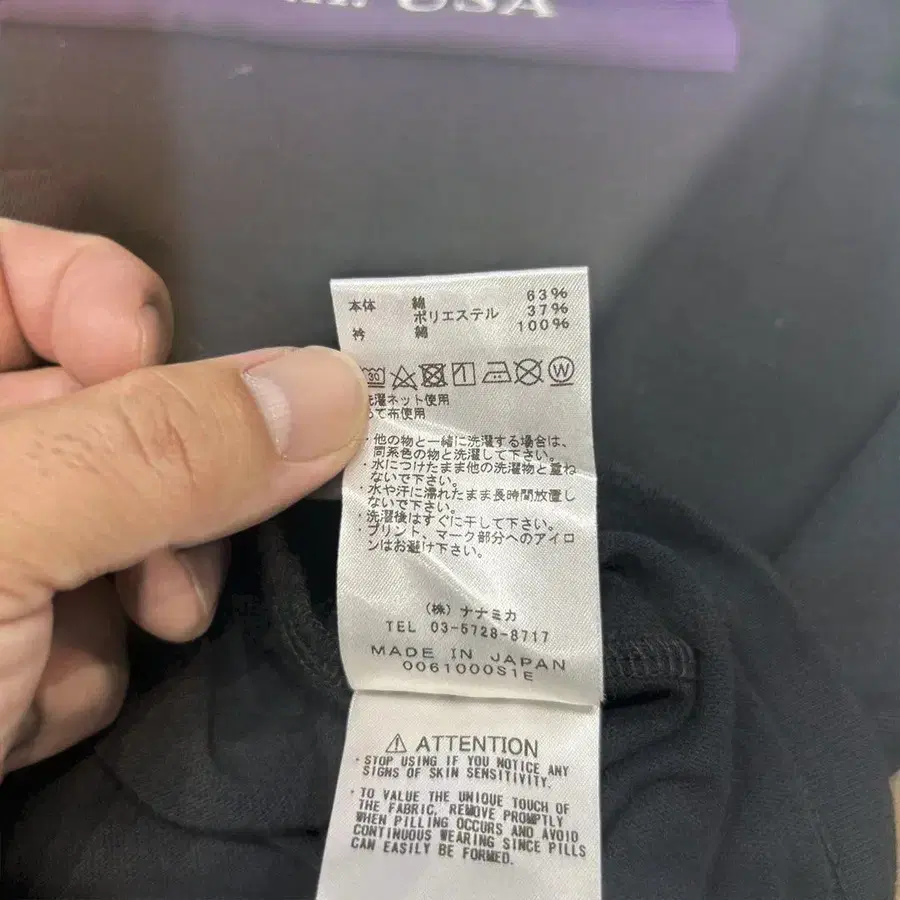 USA
本体 綿 63%
ポリエステル 37%
衿 綿 100%
30 W
洗濯ネット使用
あて布使用
・他の物と一緒に洗濯する場合は、
同系色の物と洗濯して下さい。
・水につけたまま他の洗濯物と重ね
ないで下さい。
・水や汗に濡れたまま長時間放置し
ないで下さい。
・洗濯後はすぐに干して下さい。
・プリント、マーク部分へのアイロ
ンはお避け下さい。
(株) ナナミカ
TEL 03-5728-8717
MADE IN JAPAN
0061000S1E
⚠ ATTENTION
・STOP USING IF YOU NOTICE ANY
SIGNS OF SKIN SENSITIVITY.
・TO VALUE THE UNIQUE TOUCH OF
THE FABRIC, REMOVE PROMPTLY
WHEN PILLING OCCURS AND AVOID
CONTINUOUS WEARING SINCE PILLS
CAN EASILY BE FORMED.